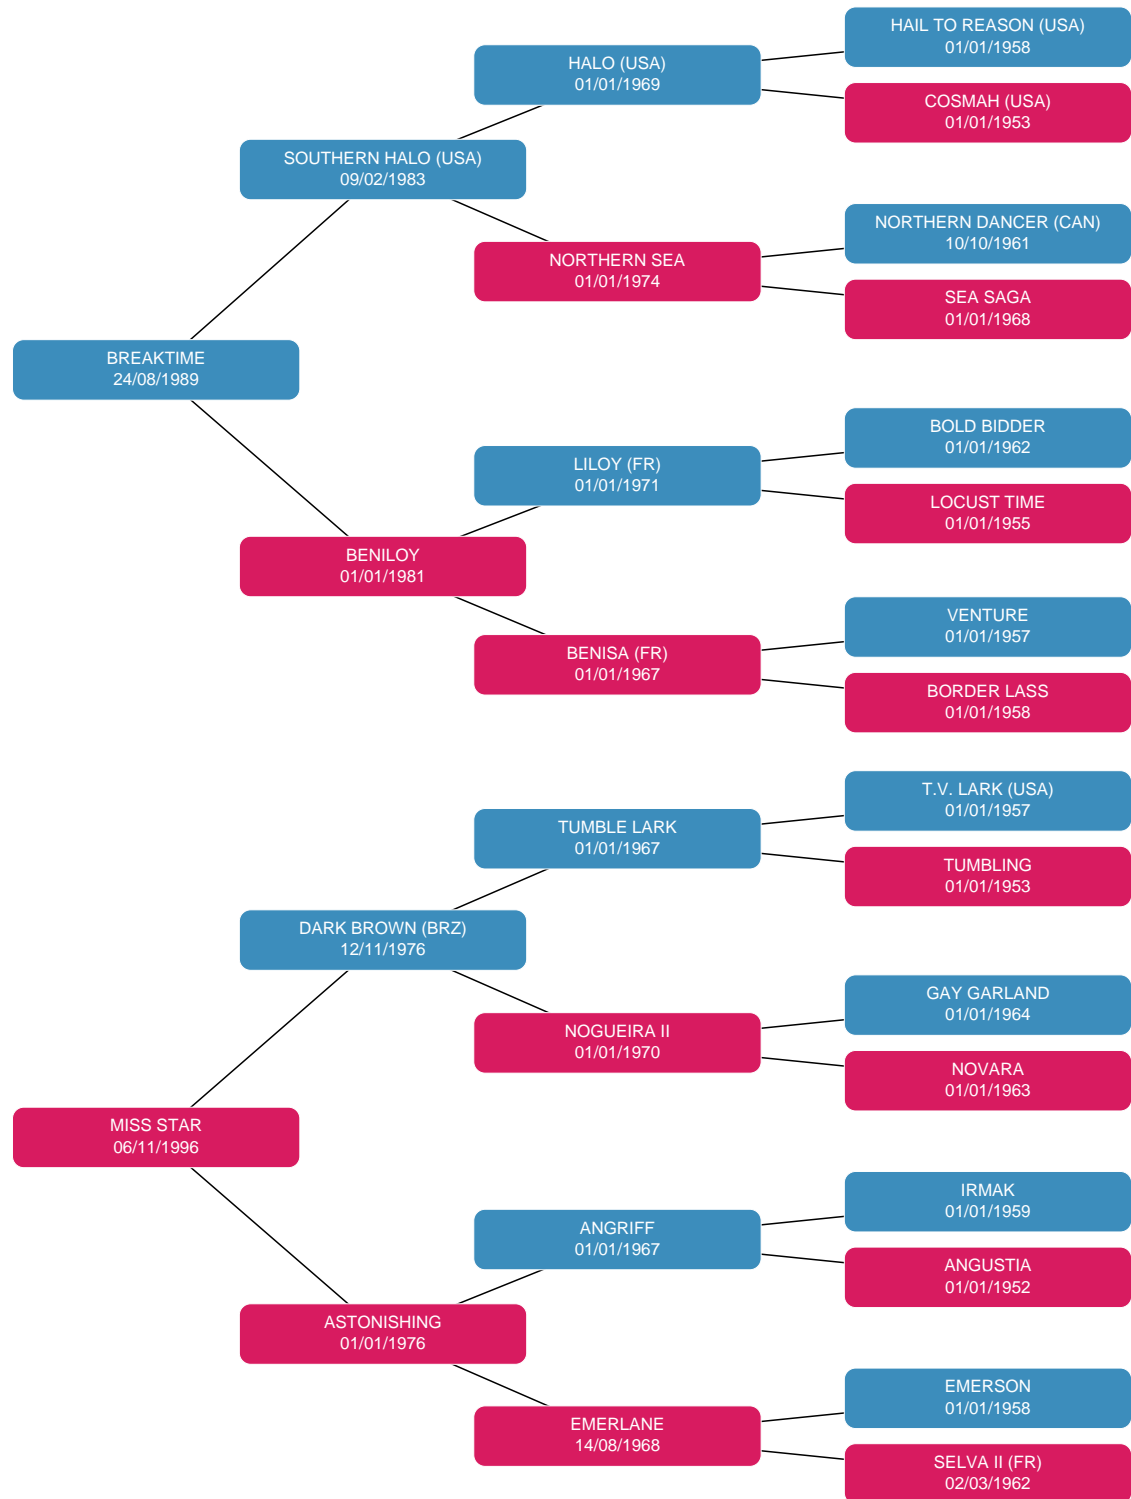 HAIL TO REASON (USA)
01/01/1958
HALO (USA)
01/01/1969
COSMAH (USA)
01/01/1953
SOUTHERN HALO (USA)
09/02/1983
NORTHERN DANCER (CAN)
10/10/1961
NORTHERN SEA
01/01/1974
SEA SAGA
01/01/1968
BREAKTIME
24/08/1989
BOLD BIDDER
01/01/1962
LILOY (FR)
01/01/1971
LOCUST TIME
01/01/1955
BENILOY
01/01/1981
VENTURE
01/01/1957
BENISA (FR)
01/01/1967
BORDER LASS
01/01/1958
T.V. LARK (USA)
01/01/1957
TUMBLE LARK
01/01/1967
TUMBLING
01/01/1953
DARK BROWN (BRZ)
12/11/1976
GAY GARLAND
01/01/1964
NOGUEIRA II
01/01/1970
NOVARA
01/01/1963
MISS STAR
06/11/1996
IRMAK
01/01/1959
ANGRIFF
01/01/1967
ANGUSTIA
01/01/1952
ASTONISHING
01/01/1976
EMERSON
01/01/1958
EMERLANE
14/08/1968
SELVA II (FR)
02/03/1962